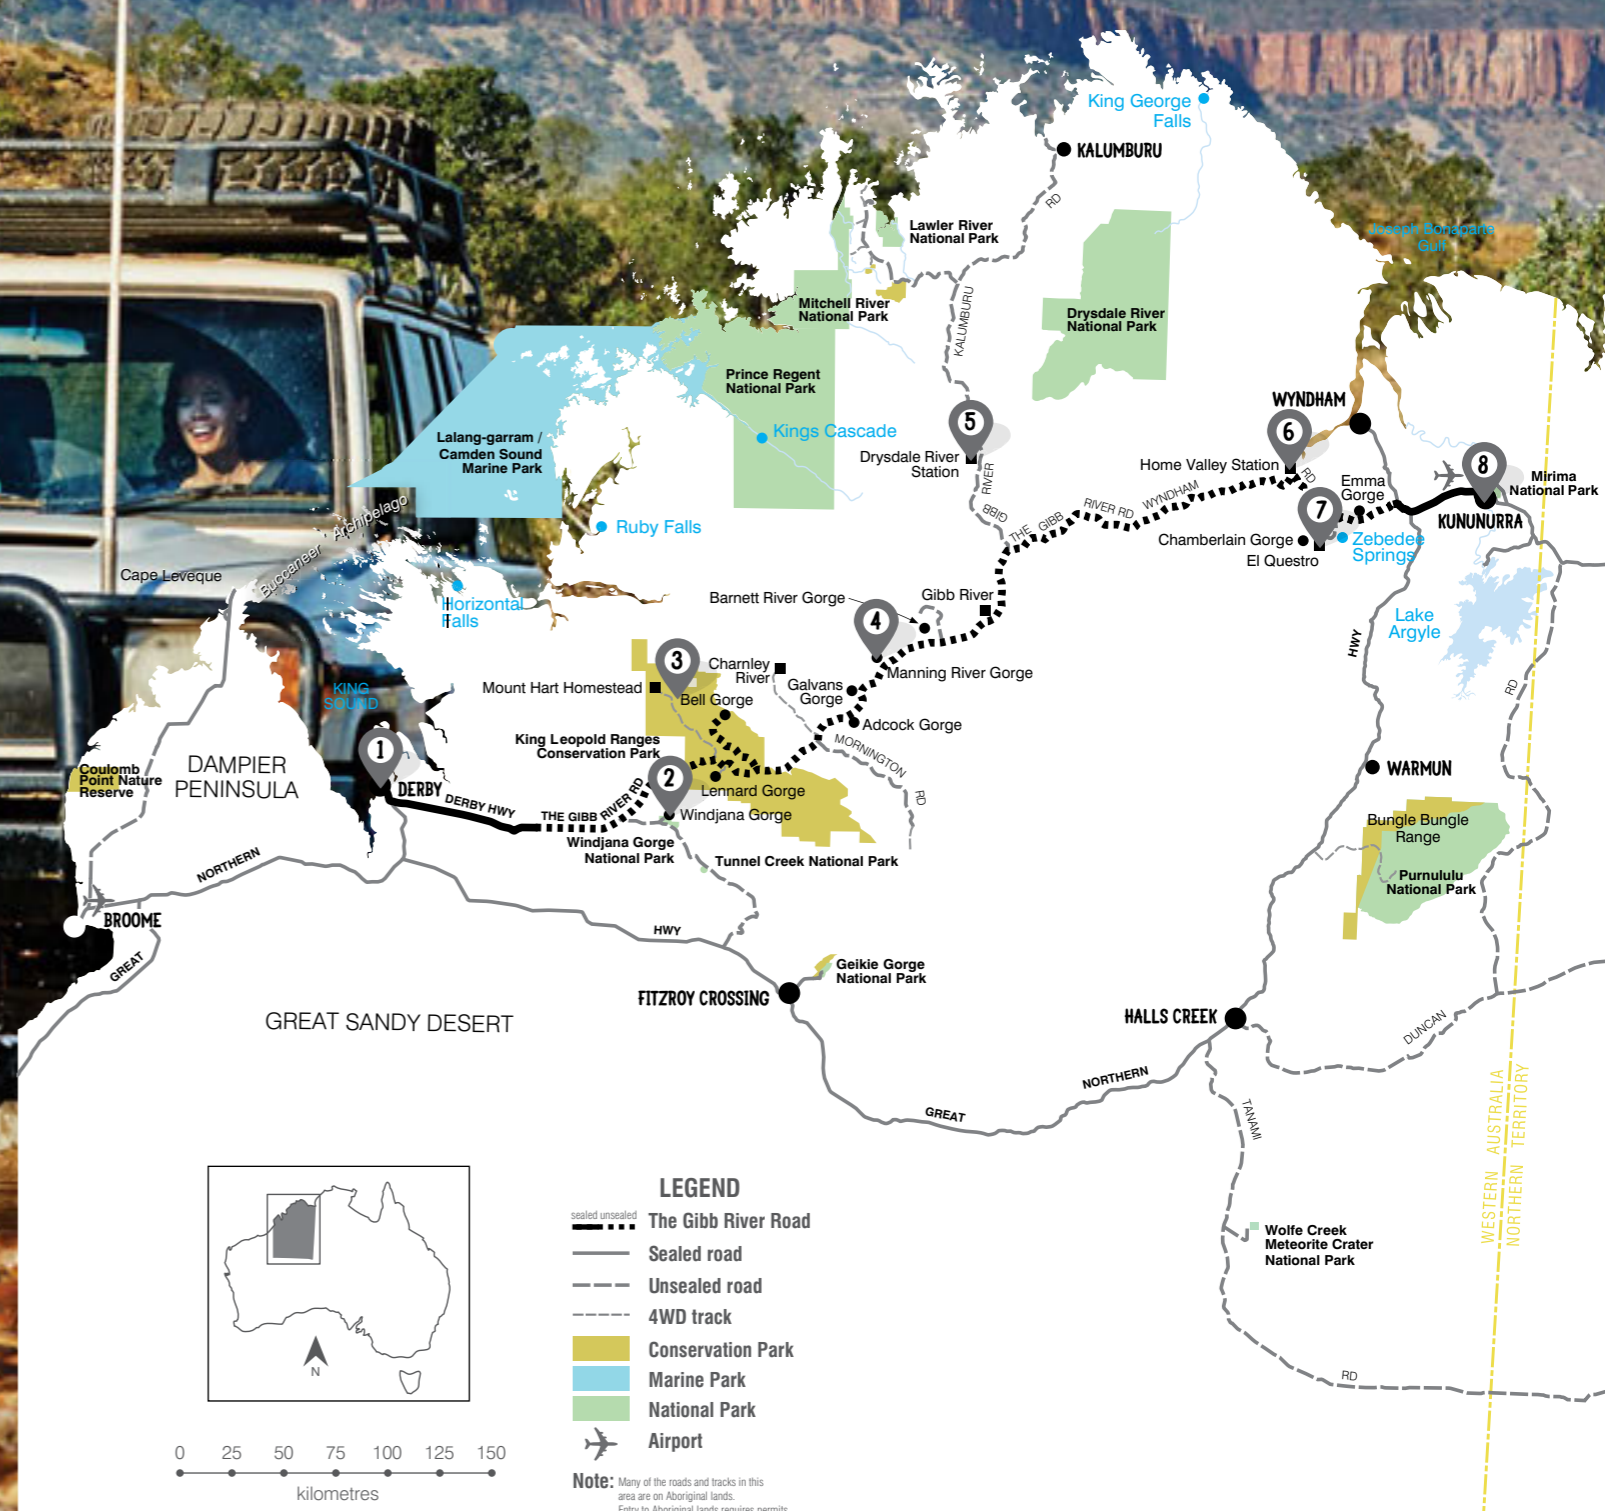 King George
Falls
KALUMBURU
RD
Lawler River
National Park
Joseph Bonaparte
Gulf
Mitchell River
National Park
KALUMBURU
Drysdale River
National Park
Prince Regent
National Park
Kings Cascade
WYNDHAM
5
6
8
Lalang-garram /
Camden Sound
Marine Park
Drysdale River
Station
Home Valley Station
RD
Emma
Gorge
Mirima
National Park
RIVER
GIBB
THE GIBB RIVER RD WYNDHAM
7
KUNUNURRA
Ruby Falls
Buccaneer Archipelago
Chamberlain Gorge
El Questro
Zebedee
Springs
Cape Leveque
Horizontal
Falls
Barnett River Gorge
Gibb River
4
Lake
Argyle
HWY
3
Charnley
River
Manning River Gorge
Mount Hart Homestead
Bell Gorge
Galvans
Gorge
KING
SOUND
RD
Adcock Gorge
1
King Leopold Ranges
Conservation Park
MORNINGTON
RD
DAMPIER
PENINSULA
Coulomb
Point Nature
Reserve
2
WARMUN
DERBY
Lennard Gorge
DERBY HWY
THE GIBB RIVER RD
Windjana Gorge
Bungle Bungle
Range
Windjana Gorge
National Park
Tunnel Creek National Park
NORTHERN
Purnululu
National Park
BROOME
HWY
GREAT
Geikie Gorge
National Park
FITZROY CROSSING
GREAT SANDY DESERT
HALLS CREEK
DUNCAN
NORTHERN
GREAT
TANAMI
WESTERN AUSTRALIA
NORTHERN TERRITORY
Wolfe Creek
Meteorite Crater
National Park
RD
N
LEGEND
sealed unsealed
The Gibb River Road
Sealed road
Unsealed road
4WD track
Conservation Park
Marine Park
National Park
Airport
0 25 50 75 100 125 150
kilometres
Note: Many of the roads and tracks in this
area are on Aboriginal lands.
Entry to Aboriginal lands requires permits